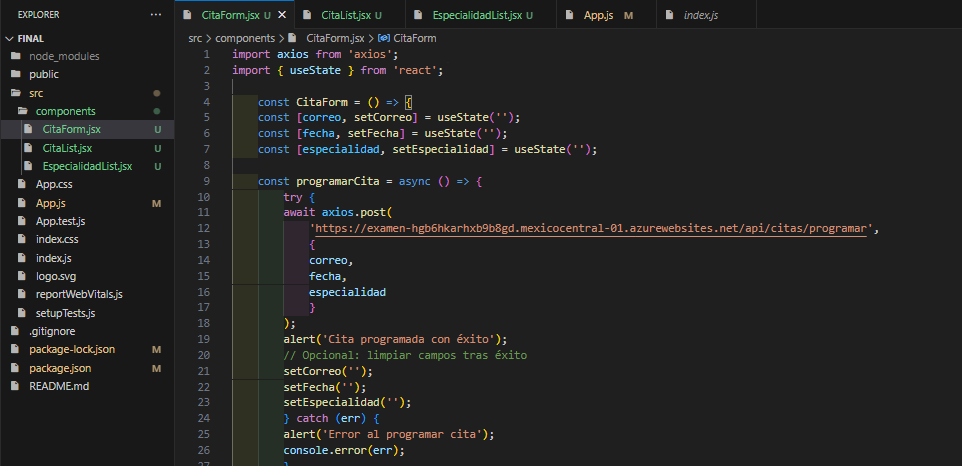 EXPLORER ...
FINAL
node_modules
public
src
components
CitaForm.jsx U
CitaList.jsx U
EspecialidadList.jsx U
App.css
App.js M
App.test.js
index.css
index.js
logo.svg
reportWebVitals.js
setupTests.js
.gitignore
package-lock.json M
package.json M
README.md
CitaForm.jsx U × CitaList.jsx U EspecialidadList.jsx U App.js M index.js
src > components > CitaForm.jsx > CitaForm
1 import axios from 'axios';
2 import { useState } from 'react';
3
4 const CitaForm = () => {
5 const [correo, setCorreo] = useState('');
6 const [fecha, setFecha] = useState('');
7 const [especialidad, setEspecialidad] = useState('');
8
9 const programarCita = async () => {
10 try {
11 await axios.post(
12 'https://examen-hgb6hkarhxb9b8gd.mexicocentral-01.azurewebsites.net/api/citas/programar',
13 {
14 correo,
15 fecha,
16 especialidad
17 }
18 );
19 alert('Cita programada con éxito');
20 // Opcional: limpiar campos tras éxito
21 setCorreo('');
22 setFecha('');
23 setEspecialidad('');
24 } catch (err) {
25 alert('Error al programar cita');
26 console.error(err);